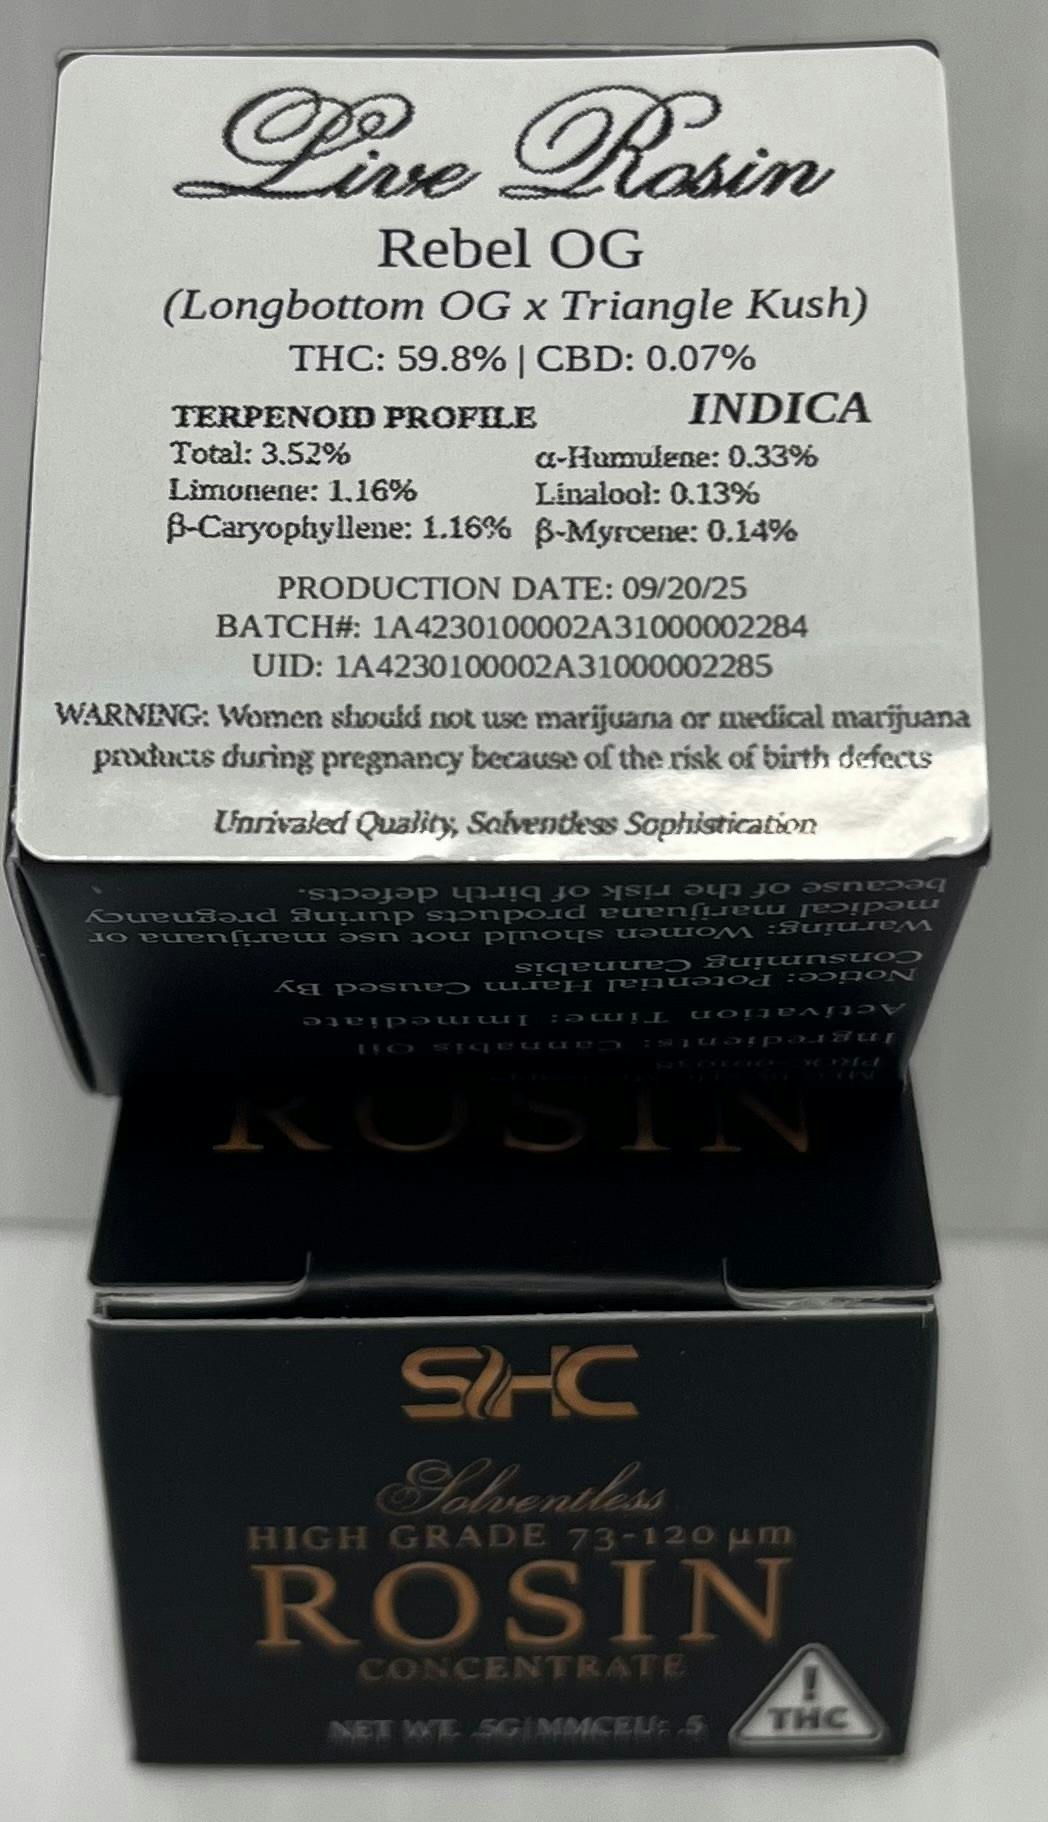 Live Rosin
Rebel OG
(Longbottom OG x Triangle Kush)
THC: 59.8% | CBD: 0.07%
TERPENOID PROFILE INDICA
Total: 3.52% α-Humulene: 0.33%
Limonene: 1.16% Linalool: 0.13%
β-Caryophyllene: 1.16% β-Myrcene: 0.14%
PRODUCTION DATE: 09/20/25
BATCH#: 1A4230100002A31000002284
UID: 1A4230100002A31000002285
WARNING: Women should not use marijuana or medical marijuana
products during pregnancy because of the risk of birth defects
Unrivaled Quality, Solventless Sophistication
Ingredients: Cannabis Oil
Activation Time: Immediate
Notice: Potential Harm Caused By
Consuming Cannabis
Warning: Women should not use marijuana or
medical marijuana products during pregnancy
because of the risk of birth defects.
ROSIN
SHC
Solventless
HIGH GRADE 73-120 μm
ROSIN
CONCENTRATE
NET WT. .5G|MMCEU: .5
!
THC